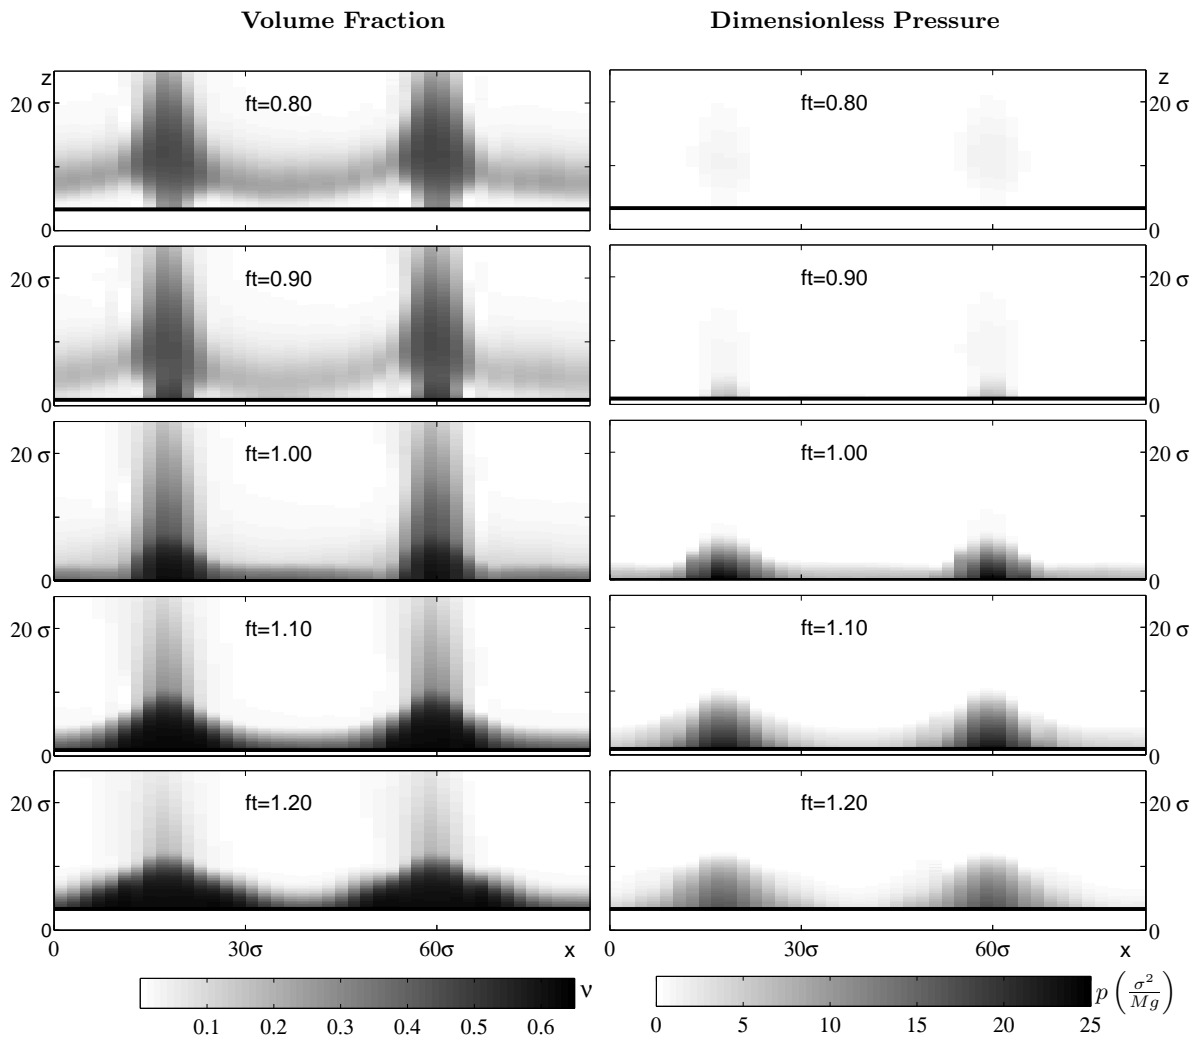 Volume Fraction Dimensionless Pressure
z ft=0.80 20 σ 0
ft=0.80 z 20 σ 0
ft=0.90 20 σ 0
ft=0.90 20 σ 0
ft=1.00 20 σ 0
ft=1.00 20 σ 0
ft=1.10 20 σ 0
ft=1.10 20 σ 0
ft=1.20 20 σ 0
ft=1.20 20 σ 0
0 30σ 60σ x 0 30σ 60σ x
0.1 0.2 0.3 0.4 0.5 0.6 ν
0 5 10 15 20 25 p (σ²/Mg)